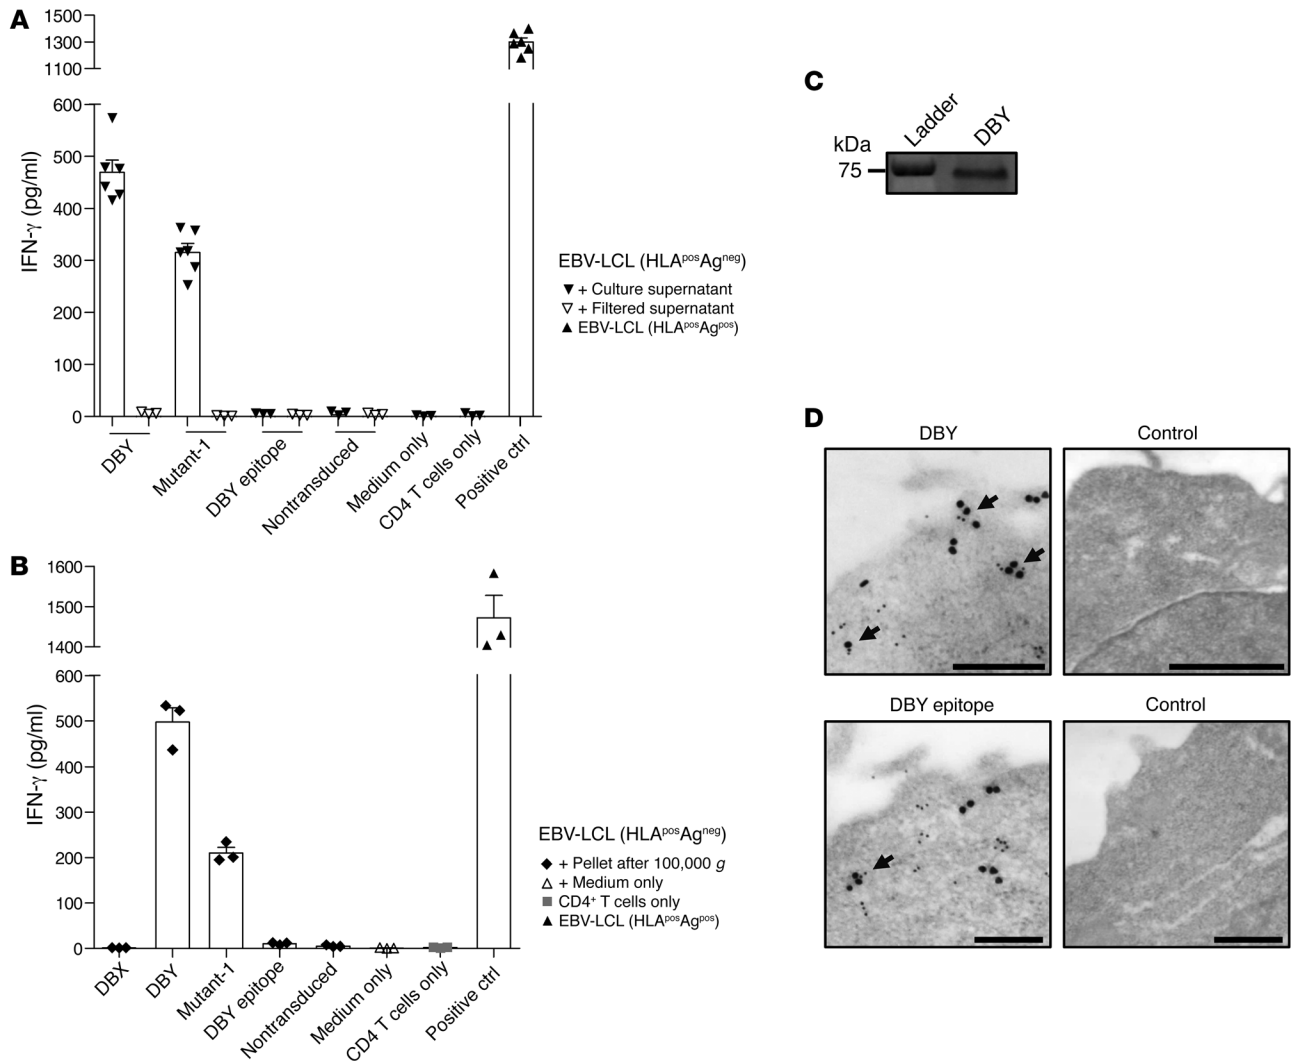 A
1500
1300
1100
600
500
400
300
200
100
0
IFN-γ (pg/ml)
DBY
Mutant-1
DBY epitope
Nontransduced
Medium only
CD4 T cells only
Positive ctrl
EBV-LCL (HLAᵖᵒˢAgⁿᵉᵍ)
+ Culture supernatant
+ Filtered supernatant
EBV-LCL (HLAᵖᵒˢAgᵖᵒˢ)
B
1600
1500
1400
600
500
400
300
200
100
0
IFN-γ (pg/ml)
DBX
DBY
Mutant-1
DBY epitope
Nontransduced
Medium only
CD4 T cells only
Positive ctrl
EBV-LCL (HLAᵖᵒˢAgⁿᵉᵍ)
+ Pellet after 100,000 g
+ Medium only
CD4⁺ T cells only
EBV-LCL (HLAᵖᵒˢAgᵖᵒˢ)
C
Ladder
DBY
kDa
75
D
DBY
Control
DBY epitope
Control